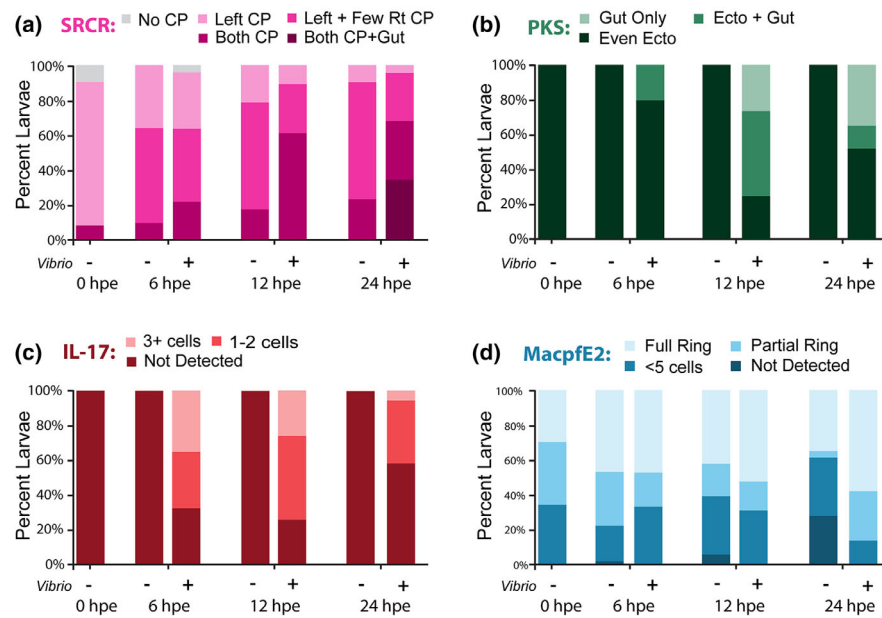 (a) SRCR: No CP Left CP Left + Few Rt CP
Both CP Both CP+Gut
100%
80%
60%
40%
20%
0%
Percent Larvae
Vibrio - - + - + - +
0 hpe 6 hpe 12 hpe 24 hpe
(b) PKS: Gut Only Ecto + Gut
Even Ecto
100%
80%
60%
40%
20%
0%
Percent Larvae
Vibrio - - + - + - +
0 hpe 6 hpe 12 hpe 24 hpe
(c) IL-17: 3+ cells 1-2 cells
Not Detected
100%
80%
60%
40%
20%
0%
Percent Larvae
Vibrio - - + - + - +
0 hpe 6 hpe 12 hpe 24 hpe
(d) MacpfE2: Full Ring Partial Ring
<5 cells Not Detected
100%
80%
60%
40%
20%
0%
Percent Larvae
Vibrio - - + - + - +
0 hpe 6 hpe 12 hpe 24 hpe